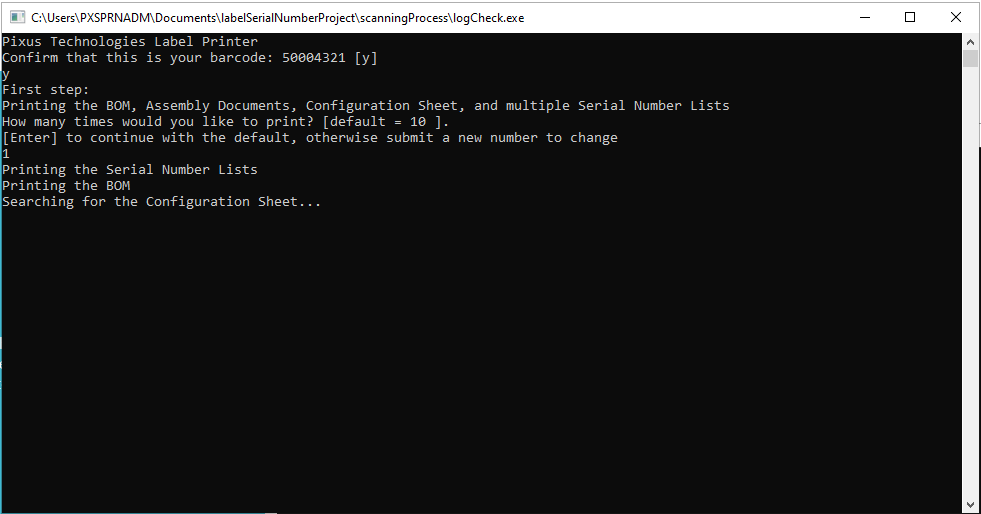 C:\Users\PXSPRNADM\Documents\labelSerialNumberProject\scanningProcess\logCheck.exe
Pixus Technologies Label Printer
Confirm that this is your barcode: 50004321 [y]
y
First step:
Printing the BOM, Assembly Documents, Configuration Sheet, and multiple Serial Number Lists
How many times would you like to print? [default = 10 ].
[Enter] to continue with the default, otherwise submit a new number to change
1
Printing the Serial Number Lists
Printing the BOM
Searching for the Configuration Sheet...